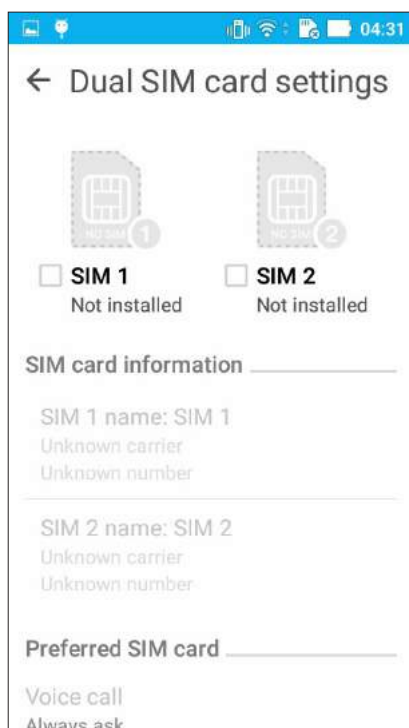 04:31
Dual SIM card settings
NO SIM 1
NO SIM 2
SIM 1
SIM 2
Not installed
Not installed
SIM card information
SIM 1 name: SIM 1
Unknown carrier
Unknown number
SIM 2 name: SIM 2
Unknown carrier
Unknown number
Preferred SIM card
Voice call
Always ask